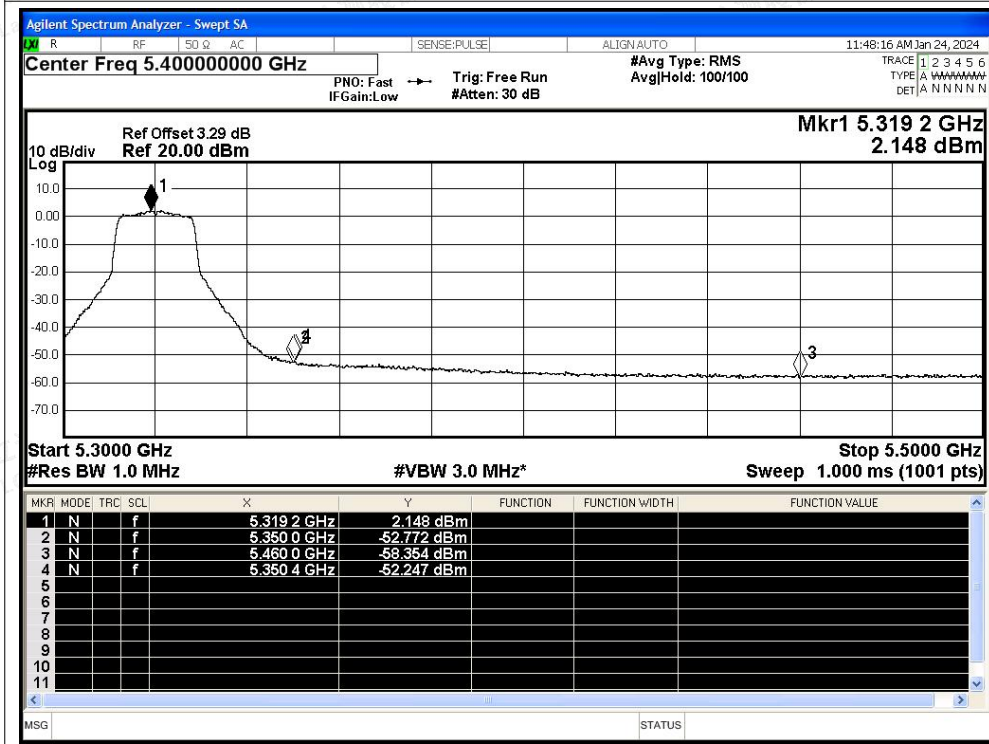 Agilent Spectrum Analyzer - Swept SA
LXI R RF 50 Ω AC SENSE:PULSE ALIGN AUTO 11:48:16 AM Jan 24, 2024
Center Freq 5.400000000 GHz #Avg Type: RMS TRACE 1 2 3 4 5 6
PNO: Fast Trig: Free Run Avg|Hold: 100/100 TYPE A WWWWW
IFGain:Low #Atten: 30 dB DET A N N N N N
Mkr1 5.319 2 GHz
Ref Offset 3.29 dB
10 dB/div Ref 20.00 dBm 2.148 dBm
Log
10.0
1
0.00
-10.0
-20.0
-30.0
-40.0
4
-50.0
3
-60.0
-70.0
Start 5.3000 GHz Stop 5.5000 GHz
#Res BW 1.0 MHz #VBW 3.0 MHz* Sweep 1.000 ms (1001 pts)
MKR MODE TRC SCL X Y FUNCTION FUNCTION WIDTH FUNCTION VALUE
1 N f 5.319 2 GHz 2.148 dBm
2 N f 5.350 0 GHz -52.772 dBm
3 N f 5.460 0 GHz -58.354 dBm
4 N f 5.350 4 GHz -52.247 dBm
5
6
7
8
9
10
11
MSG STATUS